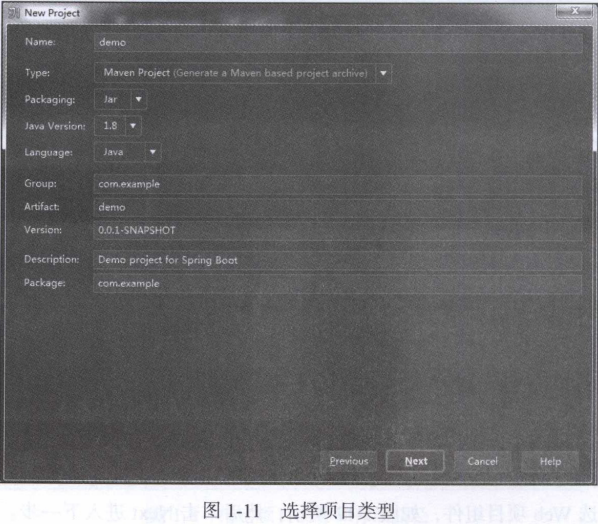 New Project
Name: demo
Type: Maven Project (Generate a Maven based project archive)
Packaging: Jar
Java Version: 1.8
Language: Java
Group: com.example
Artifact: demo
Version: 0.0.1-SNAPSHOT
Description: Demo project for Spring Boot
Package: com.example
Previous Next Cancel Help
图 1-11 选择项目类型